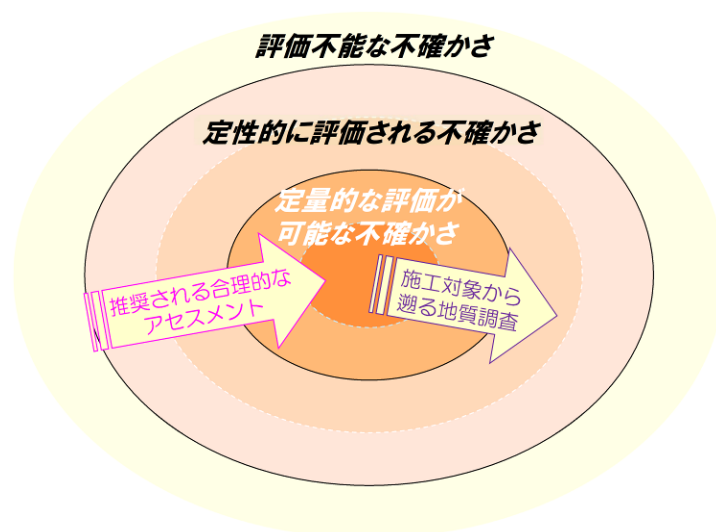 評価不能な不確かさ
定性的に評価される不確かさ
定量的な評価が
可能な不確かさ
推奨される合理的な
アセスメント
施工対象から
遡る地質調査